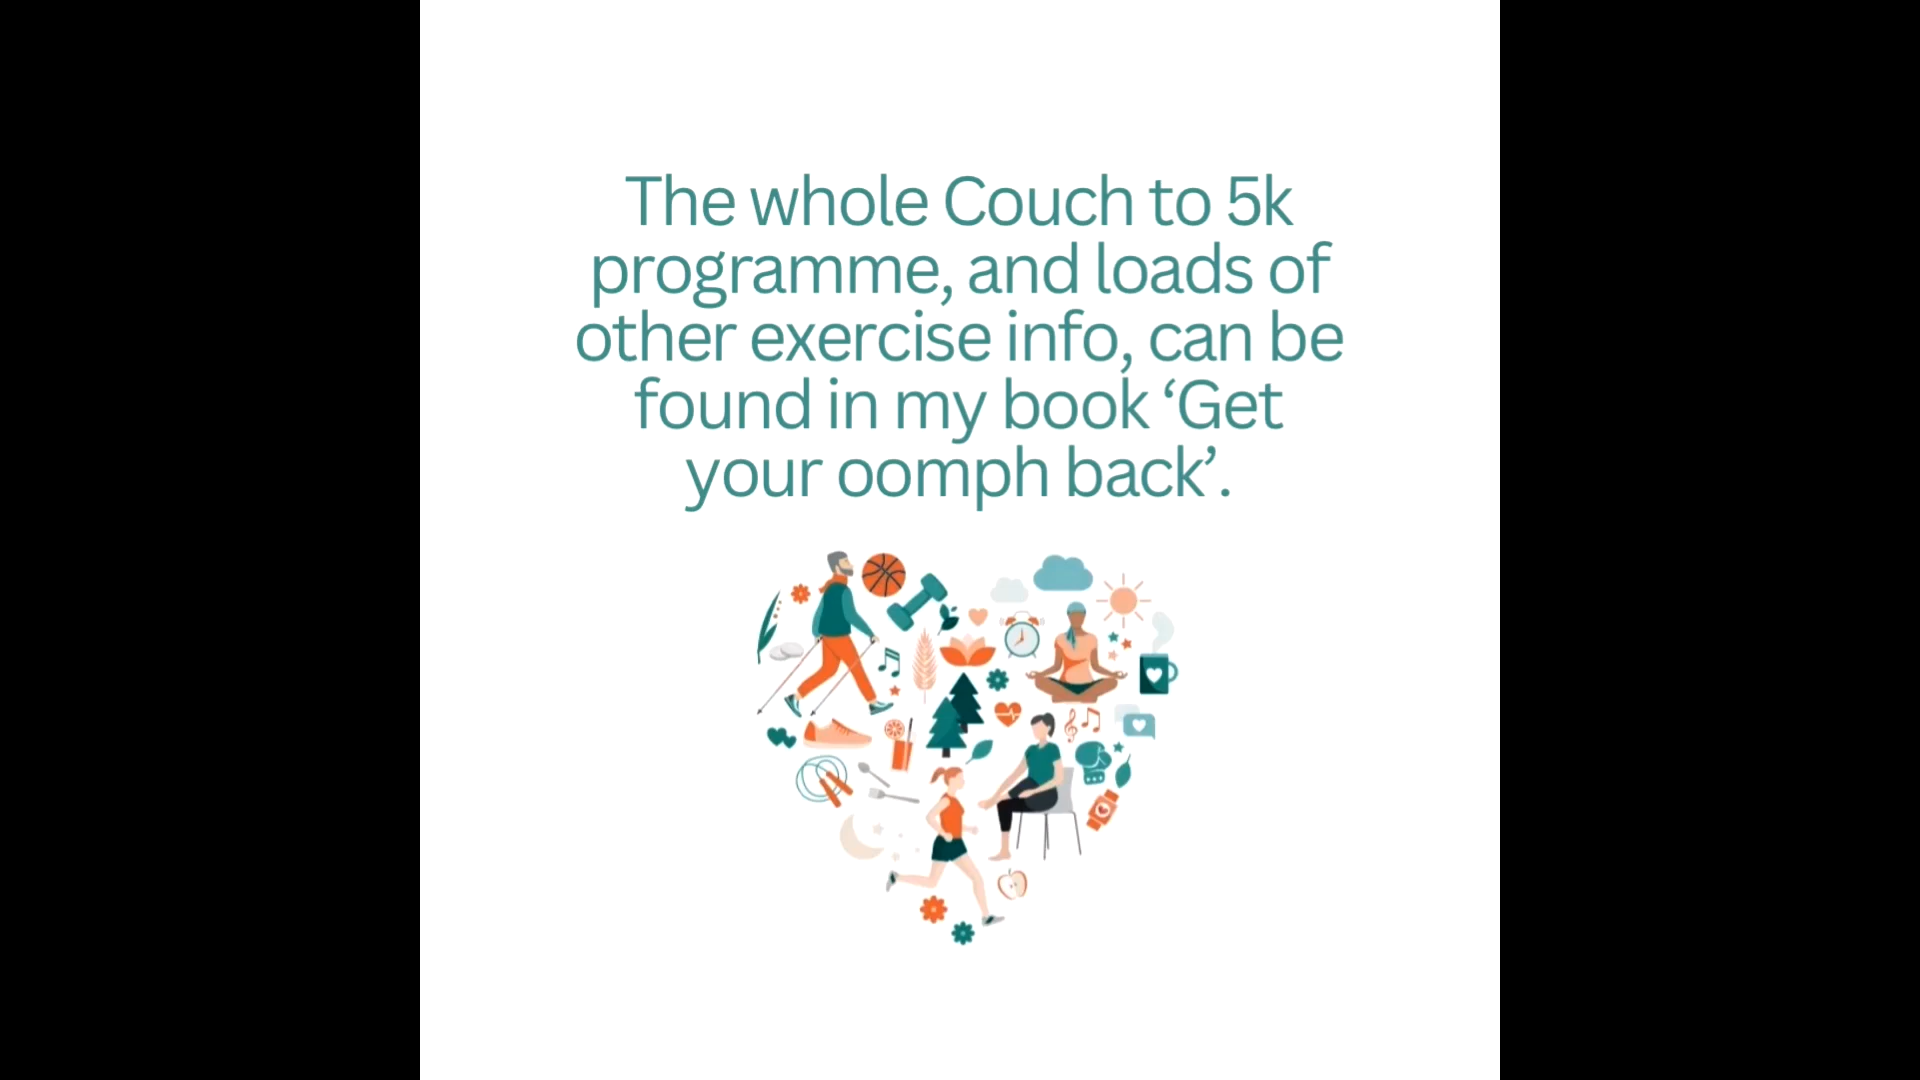 The whole Couch to 5k
programme, and loads of
other exercise info, can be
found in my book ‘Get
your oomph back’.